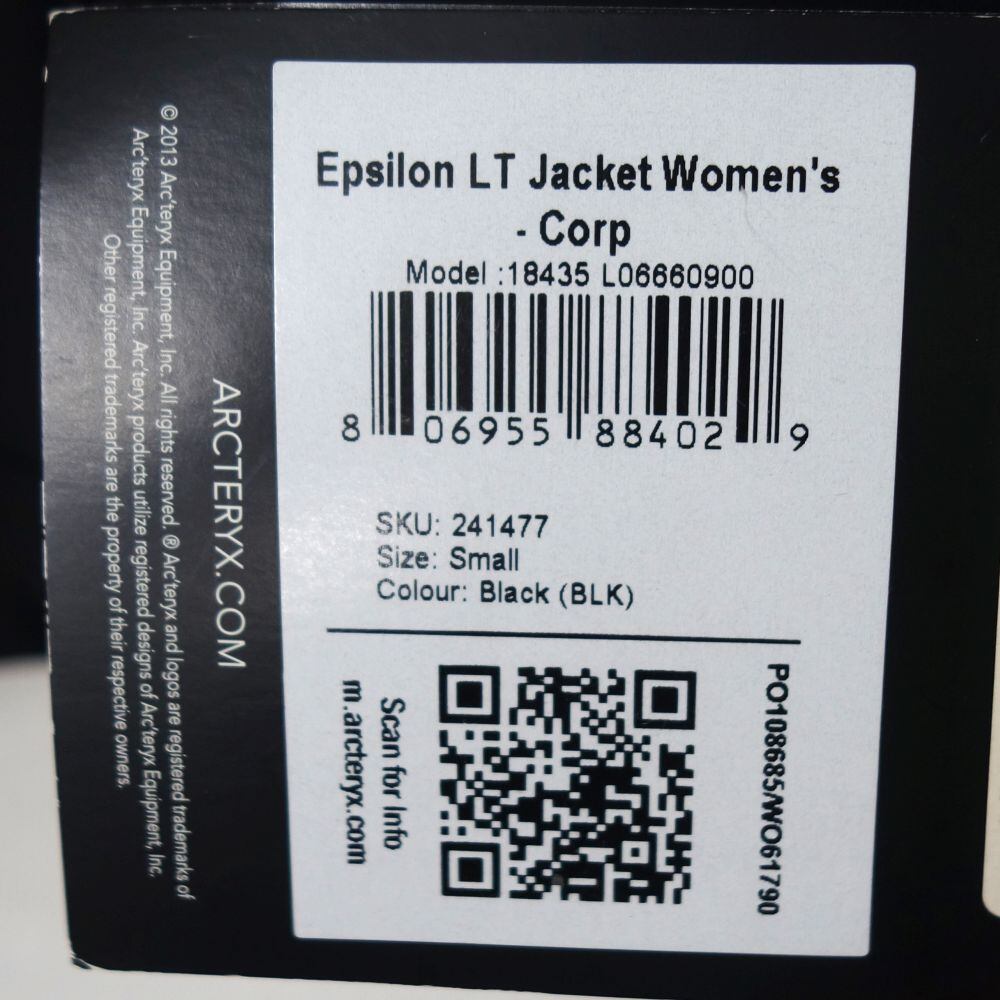 Epsilon LT Jacket Women's
- Corp
Model :18435 L06660900
8 06955 88402 9
SKU: 241477
Size: Small
Colour: Black (BLK)
PO108685/WO61790
Scan for Info
m.arcteryx.com
ARCTERYX.COM
© 2013 Arc'teryx Equipment, Inc. All rights reserved. ® Arc'teryx and logos are registered trademarks of
Arc'teryx Equipment, Inc. Arc'teryx products utilize registered designs of Arc'teryx Equipment, Inc.
Other registered trademarks are the property of their respective owners.